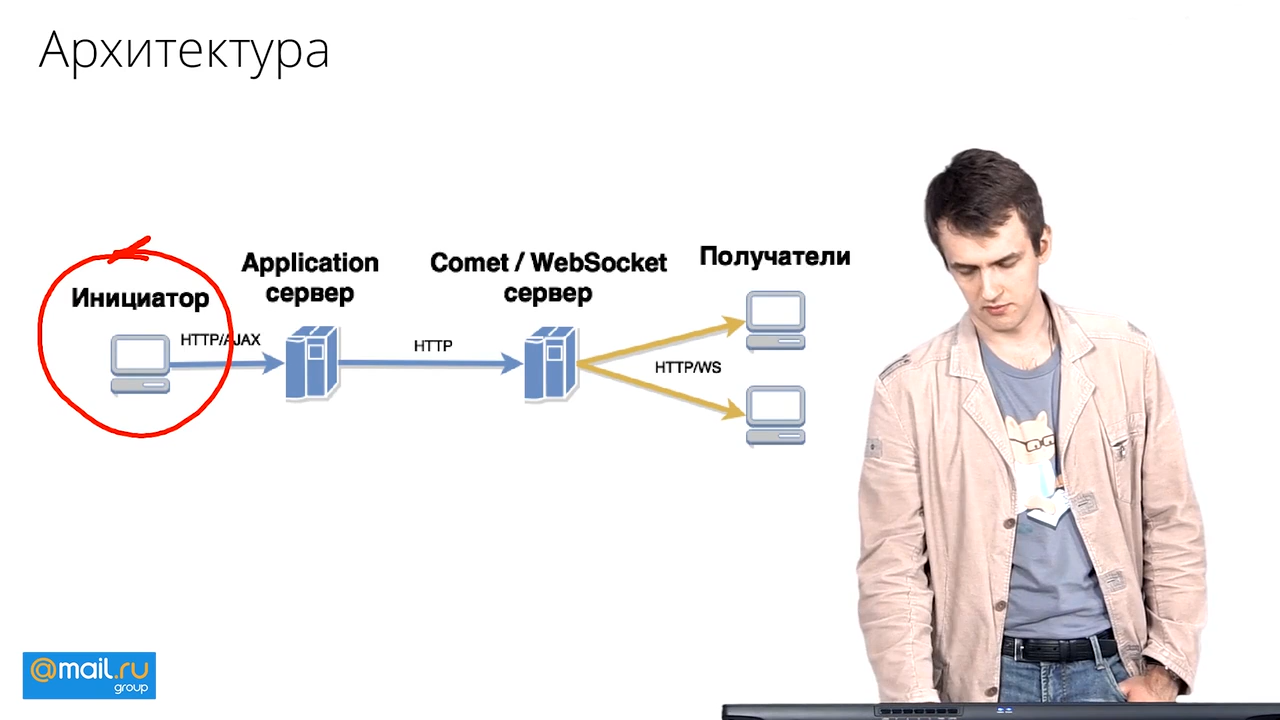 Архитектура
Инициатор
HTTP/AJAX
Application
сервер
HTTP
Comet / WebSocket
сервер
HTTP/WS
Получатели
@mail.ru
group